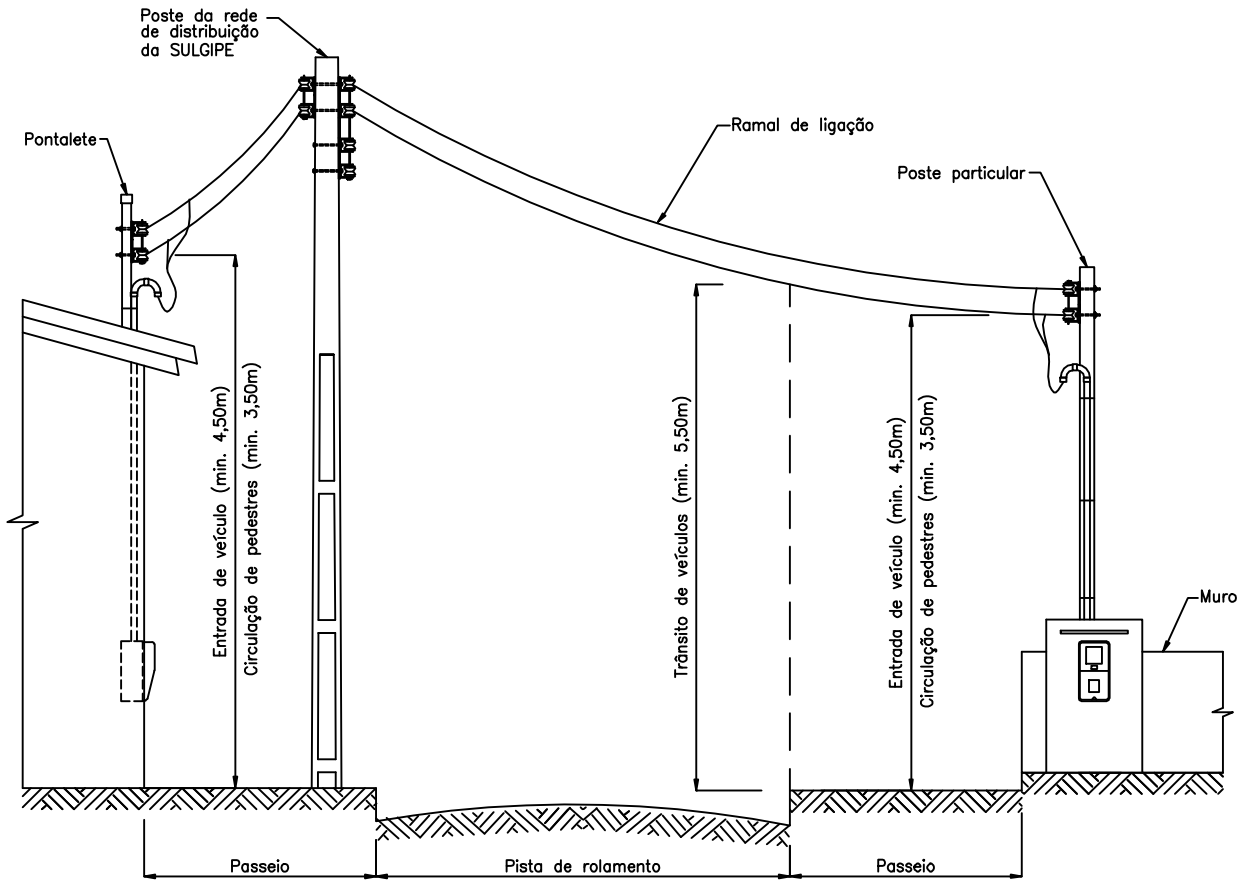 Poste da rede
de distribuição
da SULGIPE
Pontalete
Ramal de ligação
Poste particular
Entrada de veículo (min. 4,50m)
Circulação de pedestres (min. 3,50m)
Trânsito de veículos (min. 5,50m)
Entrada de veículo (min. 4,50m)
Circulação de pedestres (min. 3,50m)
Muro
Passeio
Pista de rolamento
Passeio